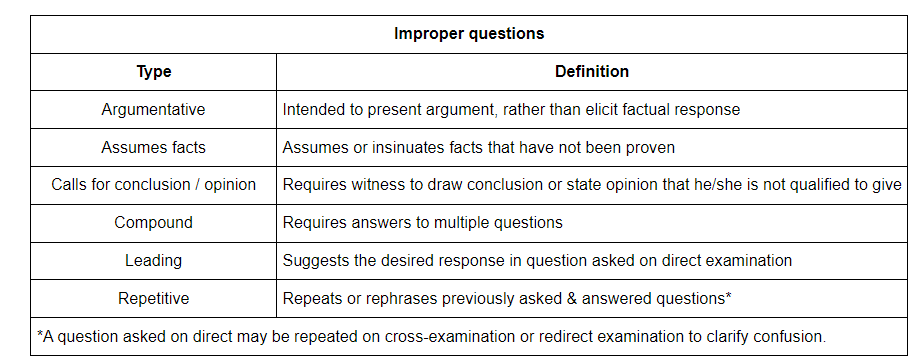 Improper questions
Type Definition
Argumentative Intended to present argument, rather than elicit factual response
Assumes facts Assumes or insinuates facts that have not been proven
Calls for conclusion / opinion Requires witness to draw conclusion or state opinion that he/she is not qualified to give
Compound Requires answers to multiple questions
Leading Suggests the desired response in question asked on direct examination
Repetitive Repeats or rephrases previously asked & answered questions*
*A question asked on direct may be repeated on cross-examination or redirect examination to clarify confusion.